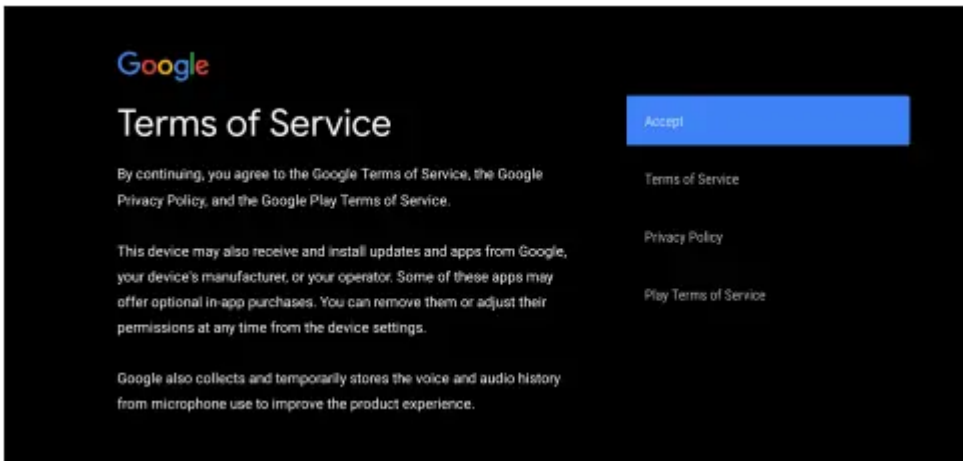 Google
Terms of Service
By continuing, you agree to the Google Terms of Service, the Google
Privacy Policy, and the Google Play Terms of Service.
This device may also receive and install updates and apps from Google,
your device's manufacturer, or your operator. Some of these apps may
offer optional in-app purchases. You can remove them or adjust their
permissions at any time from the device settings.
Google also collects and temporarily stores the voice and audio history
from microphone use to improve the product experience.
Accept
Terms of Service
Privacy Policy
Play Terms of Service